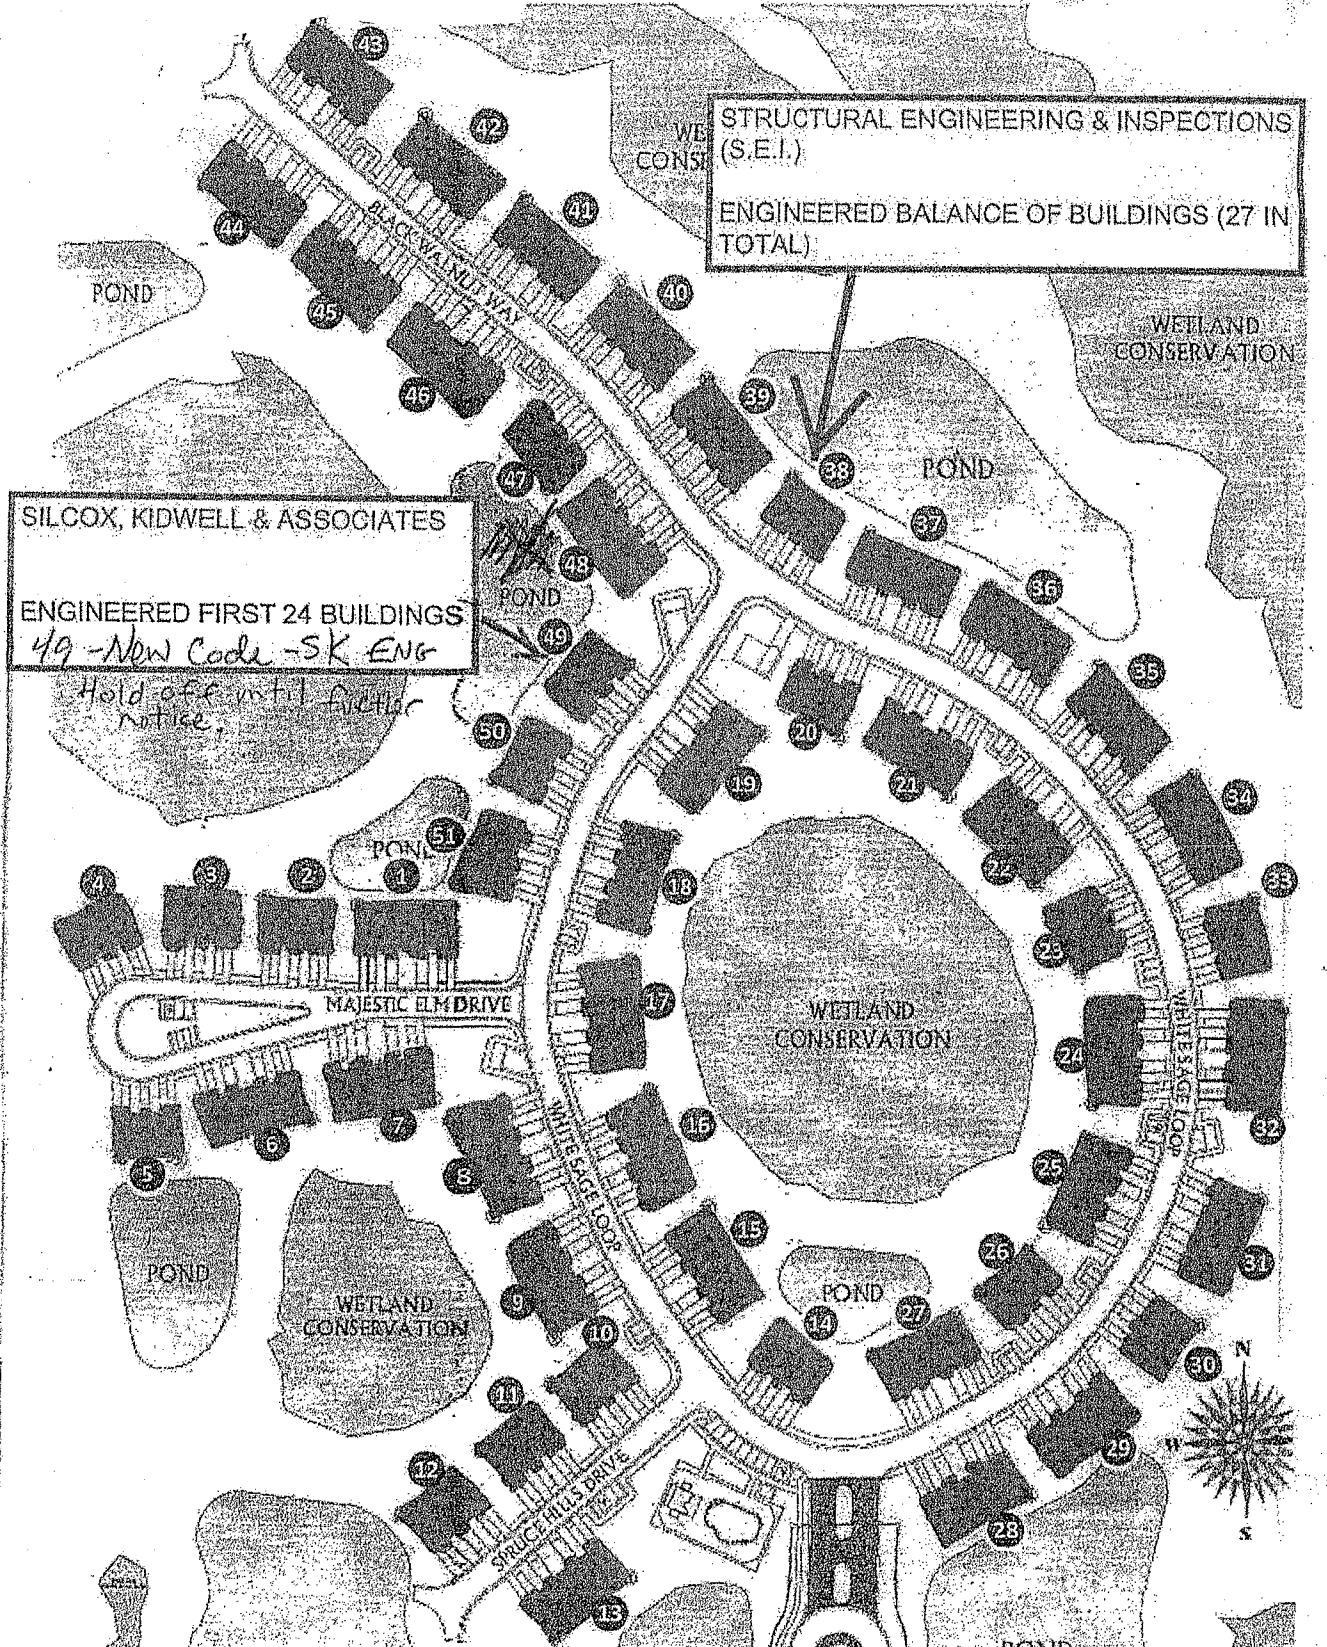 43
42
WE
CONSE
STRUCTURAL ENGINEERING & INSPECTIONS
(S.E.I.)
ENGINEERED BALANCE OF BUILDINGS (27 IN
TOTAL)
41
44
BLACK WALNUT WAY
POND
45
40
WETLAND
CONSERVATION
46
39
38
POND
47
37
SILCOX, KIDWELL & ASSOCIATES
ENGINEERED FIRST 24 BUILDINGS
49 -New Code -SK ENG
Hold off until further
notice.
48
POND
36
49
35
50
20
19
21
34
51
POND
1
2
3
4
18
22
33
23
MAJESTIC ELM DRIVE
17
WETLAND
CONSERVATION
24
WHITE SAGE LOOP
32
7
6
5
8
16
WHITE SAGE LOOP
25
15
26
31
POND
WETLAND
CONSERVATION
9
10
POND
14
27
30
N
W
S
11
12
29
SPRUCE HILLS DRIVE
28
13
POND